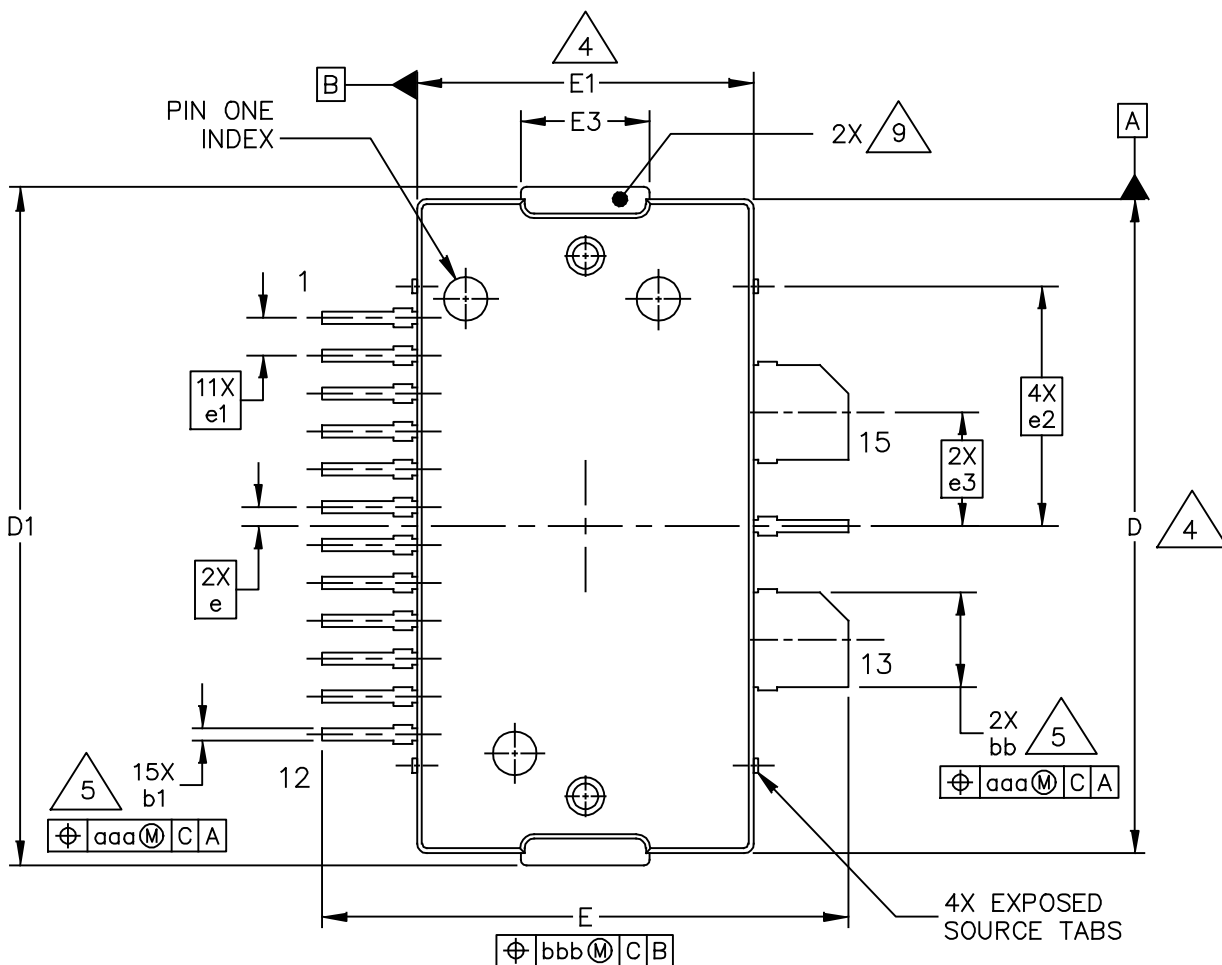 4
B
E1
PIN ONE
INDEX
E3
2X 9
A
1
11X
e1
4X
e2
15
2X
e3
D1
D 4
2X
e
13
2X
bb 5
⌖ aaa Ⓜ C A
5 15X
b1
12
⌖ aaa Ⓜ C A
E
⌖ bbb Ⓜ C B
4X EXPOSED
SOURCE TABS